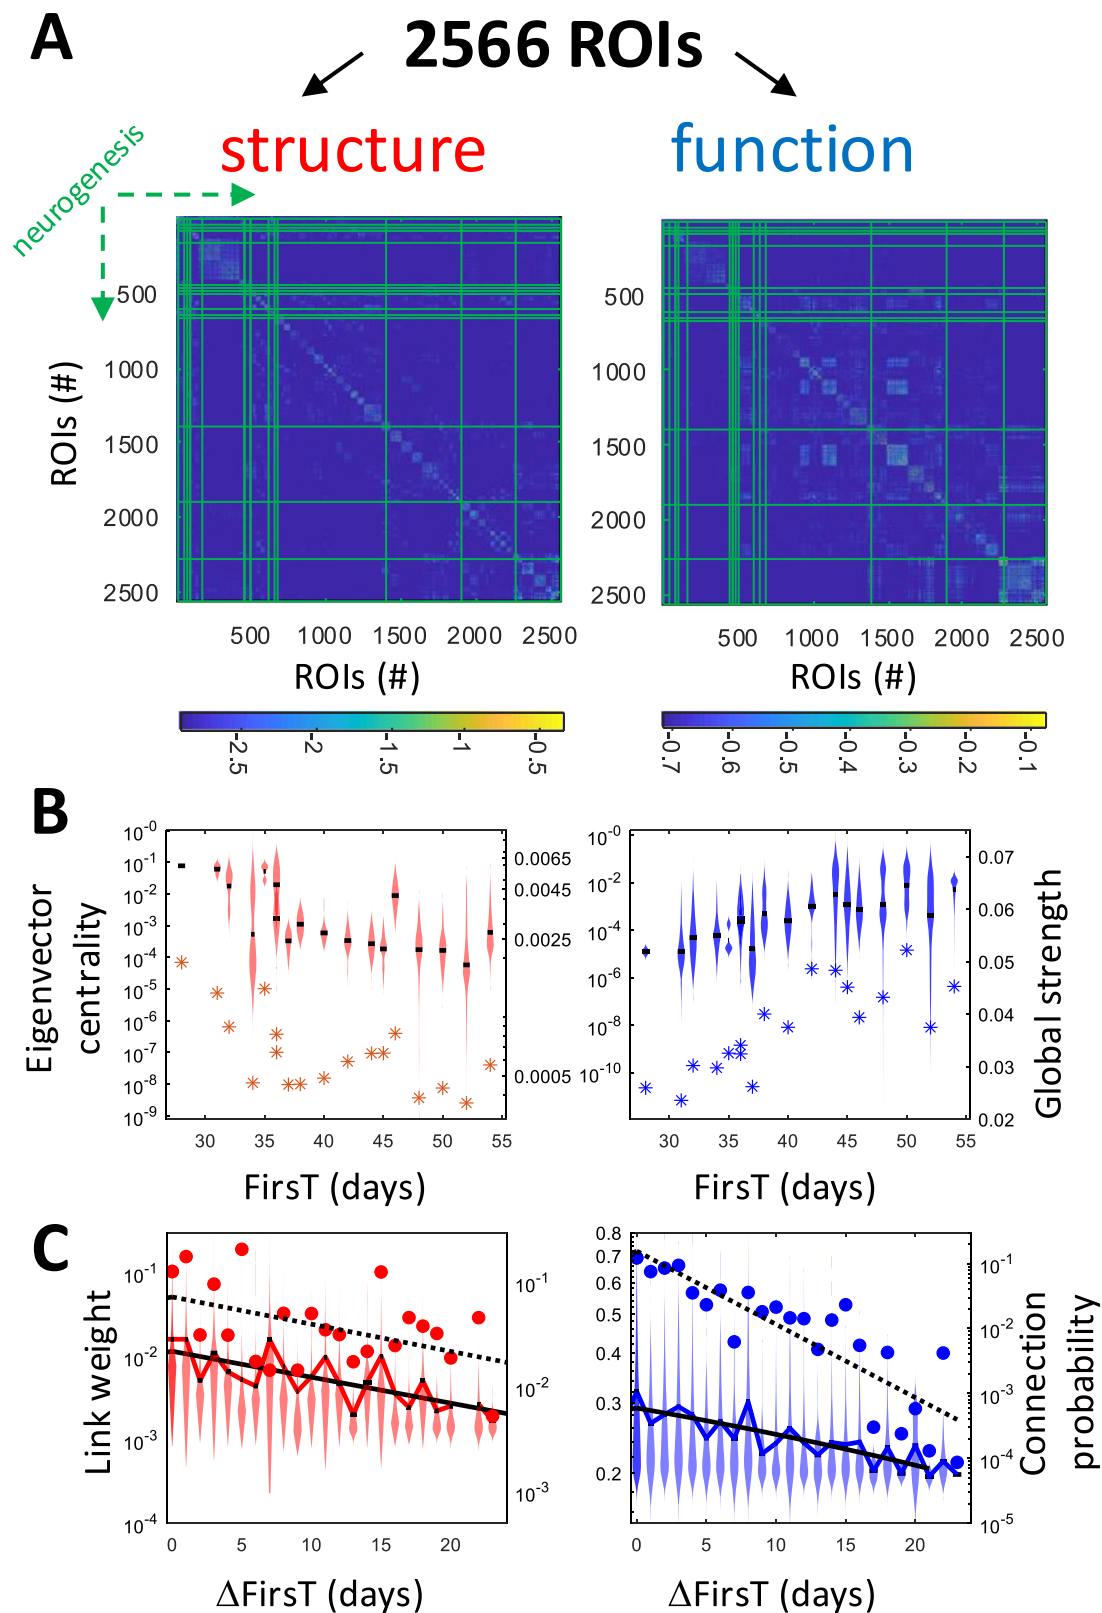 A
2566 ROIs
structure
function
neurogenesis
500
1000
1500
2000
2500
ROIs (#)
500 1000 1500 2000 2500
ROIs (#)
-2.5 -2 -1.5 -1 -0.5
500
1000
1500
2000
2500
500 1000 1500 2000 2500
ROIs (#)
-0.7 -0.6 -0.5 -0.4 -0.3 -0.2 -0.1
B
Eigenvector
centrality
10-0
10-1
10-2
10-3
10-4
10-5
10-6
10-7
10-8
10-9
0.0065
0.0045
0.0025
0.0005
30 35 40 45 50 55
FirsT (days)
10-0
10-2
10-4
10-6
10-8
10-10
0.07
0.06
0.05
0.04
0.03
0.02
Global strength
30 35 40 45 50 55
FirsT (days)
C
Link weight
10-1
10-2
10-3
10-4
10-1
10-2
10-3
0 5 10 15 20
ΔFirsT (days)
0.8
0.7
0.6
0.5
0.4
0.3
0.2
10-1
10-2
10-3
10-4
10-5
Connection
probability
0 5 10 15 20
ΔFirsT (days)